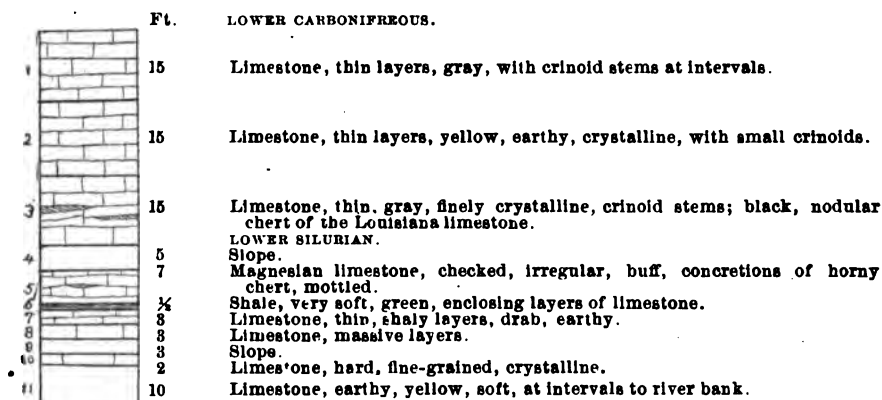 Ft. LOWER CARBONIFREOUS.
1 15 Limestone, thin layers, gray, with crinoid stems at intervals.
2 15 Limestone, thin layers, yellow, earthy, crystalline, with small crinoids.
3 15 Limestone, thin, gray, finely crystalline, crinoid stems; black, nodular
chert of the Louisiana limestone.
LOWER SILURIAN.
4 5 Slope.
5 7 Magnesian limestone, checked, irregular, buff, concretions of horny
chert, mottled.
6 ½ Shale, very soft, green, enclosing layers of limestone.
7 3 Limestone, thin, shaly layers, drab, earthy.
8 3 Limestone, massive layers.
9 3 Slope.
10 2 Limestone, hard, fine-grained, crystalline.
11 10 Limestone, earthy, yellow, soft, at intervals to river bank.